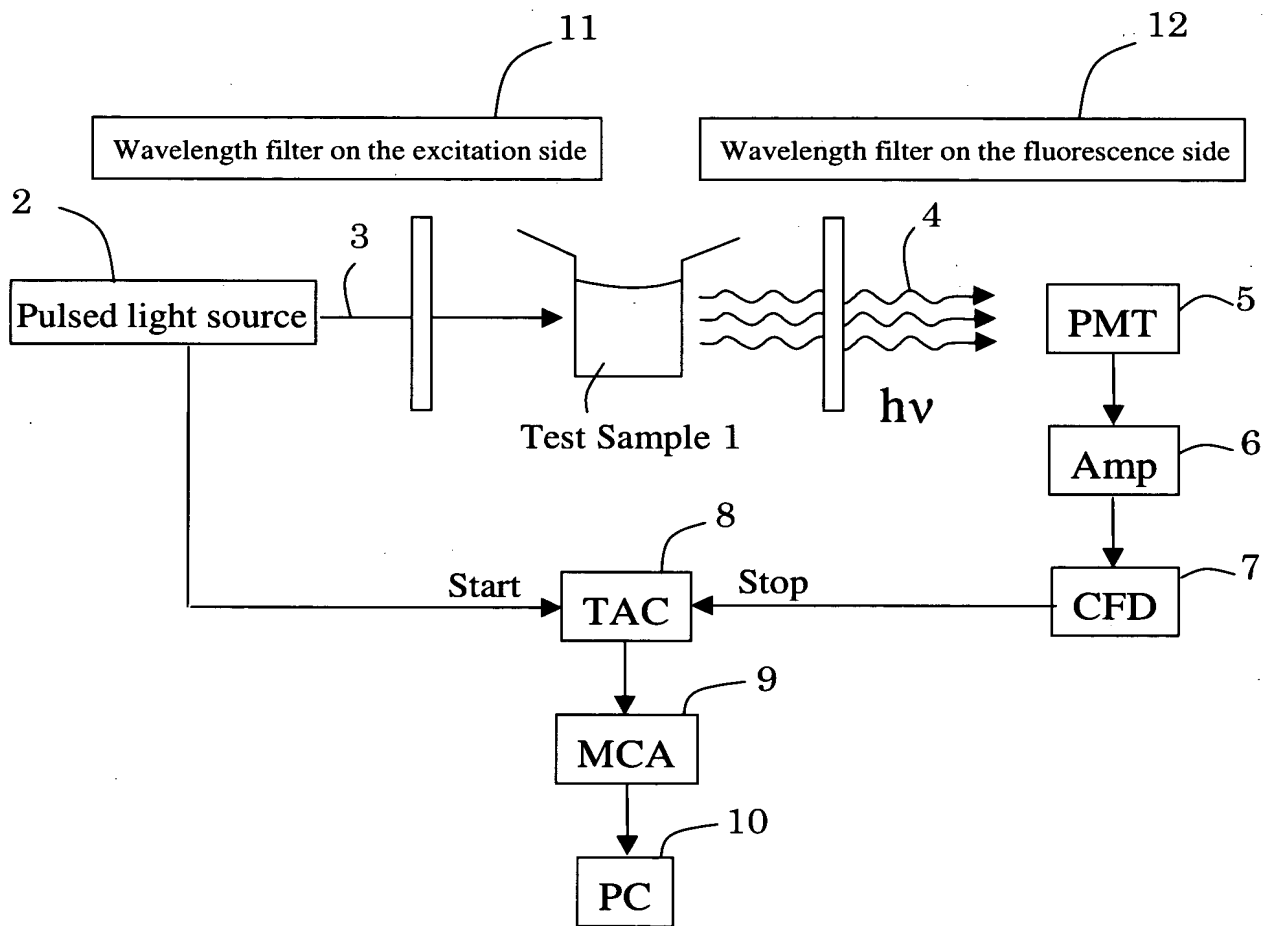 11
12
Wavelength filter on the excitation side
Wavelength filter on the fluorescence side
2
3
4
Pulsed light source
PMT
5
hν
Test Sample 1
Amp
6
8
Start
Stop
TAC
CFD
7
9
MCA
10
PC